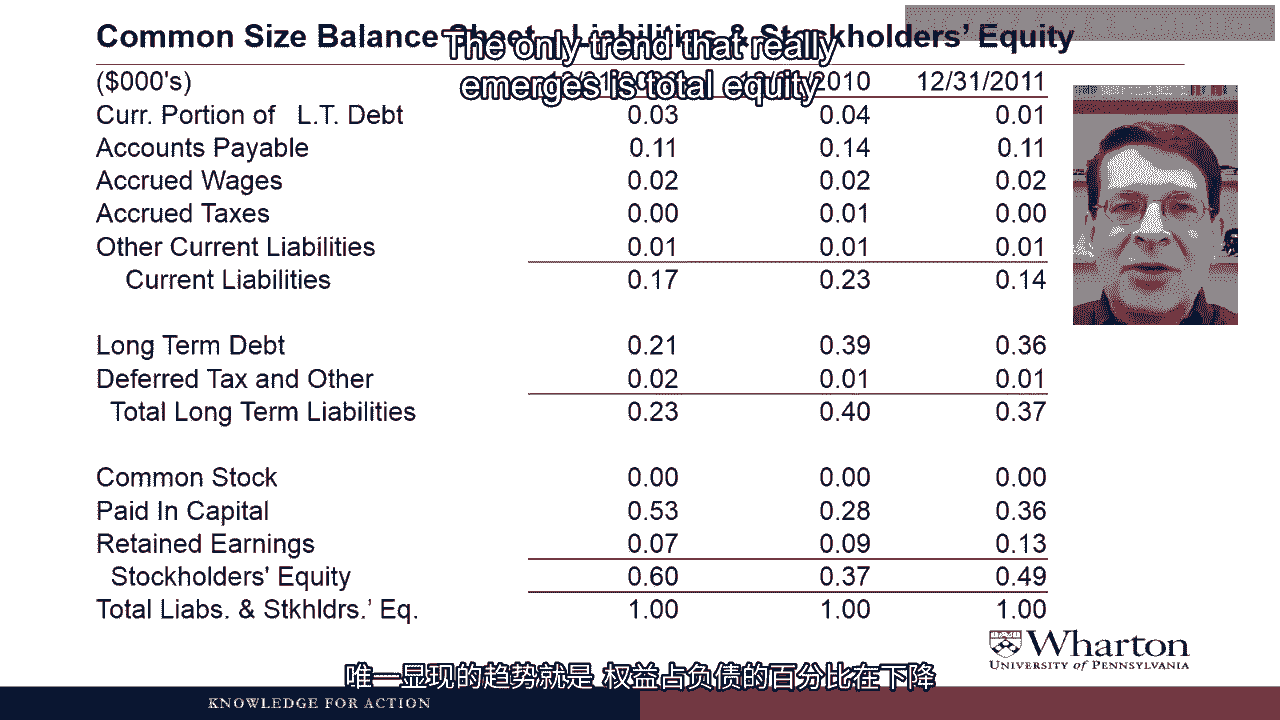 Common Size Balance Sheet – Liabilities & Stockholders’ Equity
The only trend that really
emerges is total equity
($000's) 12/31/2010 12/31/2011
Curr. Portion of L.T. Debt 0.03 0.04 0.01
Accounts Payable 0.11 0.14 0.11
Accrued Wages 0.02 0.02 0.02
Accrued Taxes 0.00 0.01 0.00
Other Current Liabilities 0.01 0.01 0.01
Current Liabilities 0.17 0.23 0.14
Long Term Debt 0.21 0.39 0.36
Deferred Tax and Other 0.02 0.01 0.01
Total Long Term Liabilities 0.23 0.40 0.37
Common Stock 0.00 0.00 0.00
Paid In Capital 0.53 0.28 0.36
Retained Earnings 0.07 0.09 0.13
Stockholders’ Equity 0.60 0.37 0.49
Total Liabs. & Stkhldrs.’ Eq. 1.00 1.00 1.00
Wharton
UNIVERSITY of PENNSYLVANIA
唯一显现的趋势就是 权益占负债的百分比在下降
KNOWLEDGE FOR ACTION